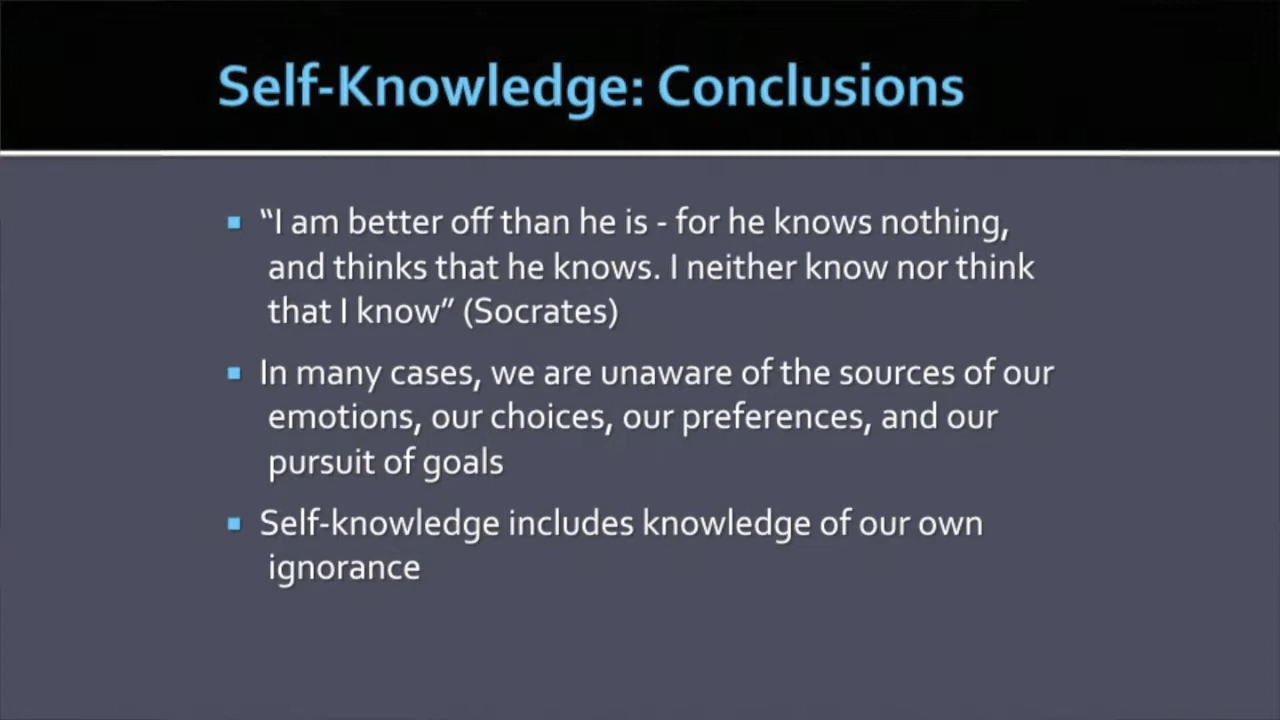 Self-Knowledge: Conclusions
“I am better off than he is - for he knows nothing,
and thinks that he knows. I neither know nor think
that I know” (Socrates)
In many cases, we are unaware of the sources of our
emotions, our choices, our preferences, and our
pursuit of goals
Self-knowledge includes knowledge of our own
ignorance